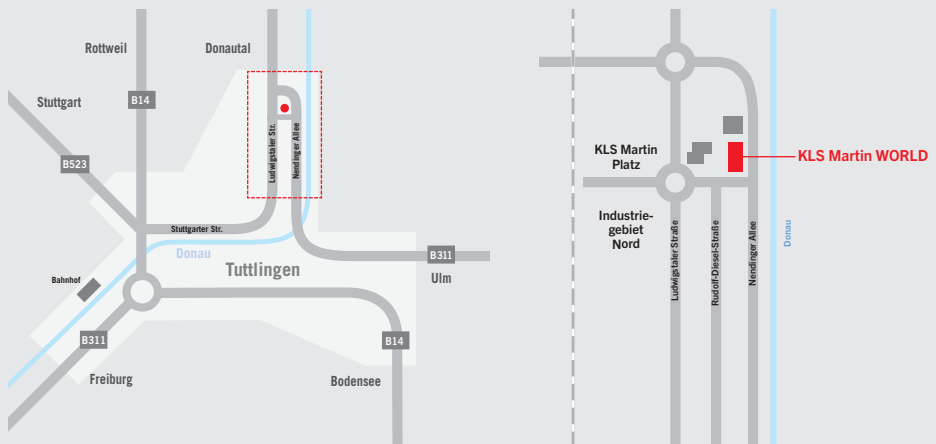 Rottweil
Donautal
Stuttgart
B14
B523
Ludwigstaler Str.
Nendinger Allee
Stuttgarter Str.
Donau
Tuttlingen
B311
Ulm
Bahnhof
B311
B14
Freiburg
Bodensee
KLS Martin
Platz
KLS Martin WORLD
Industrie-
gebiet
Nord
Ludwigstaler Straße
Rudolf-Diesel-Straße
Nendinger Allee
Donau